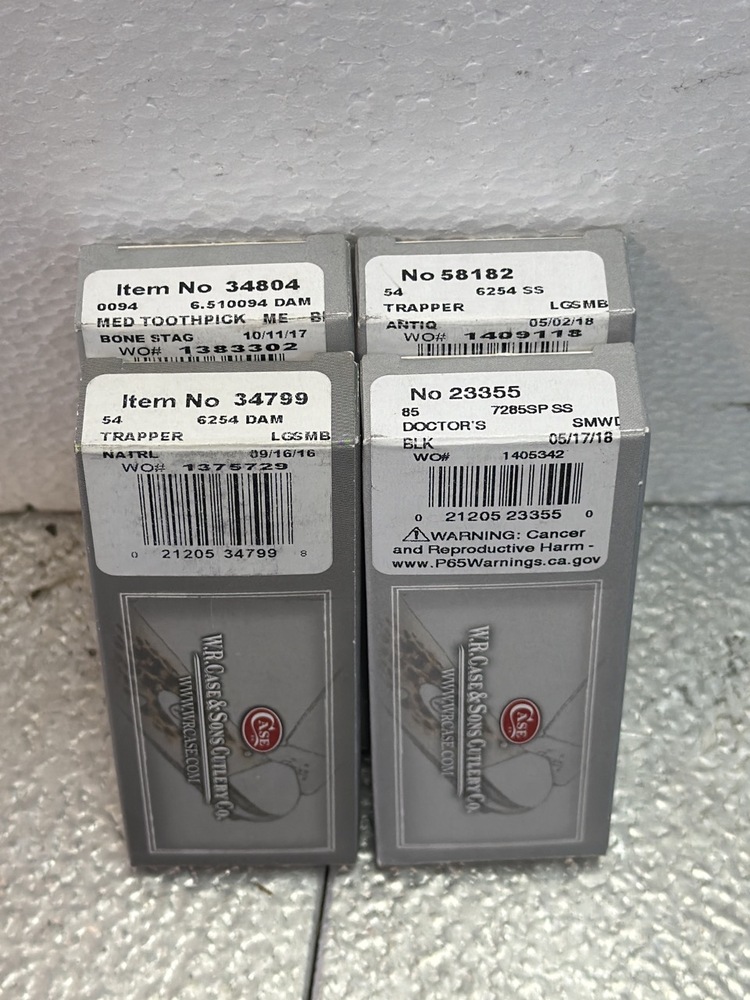 Item No 34804
0094 6.510094 DAM
MED TOOTHPICK ME
BONE STAG 10/11/17
WO# 1383302
No 58182
54 6254 SS
TRAPPER LGSMB
ANTIQ 05/02/18
WO# 1409118
Item No 34799
54 6254 DAM
TRAPPER LGSMB
NATRL 09/16/16
WO# 1375729
0 21205 34799 8
W.R. CASE & SONS CUTLERY CO.
WWW.WRCASE.COM
CASE
No 23355
85 7285SP SS
DOCTOR'S SMWD
BLK 05/17/18
WO# 1405342
0 21205 23355 0
⚠WARNING: Cancer
and Reproductive Harm -
www.P65Warnings.ca.gov
W.R. CASE & SONS CUTLERY CO.
WWW.WRCASE.COM
CASE